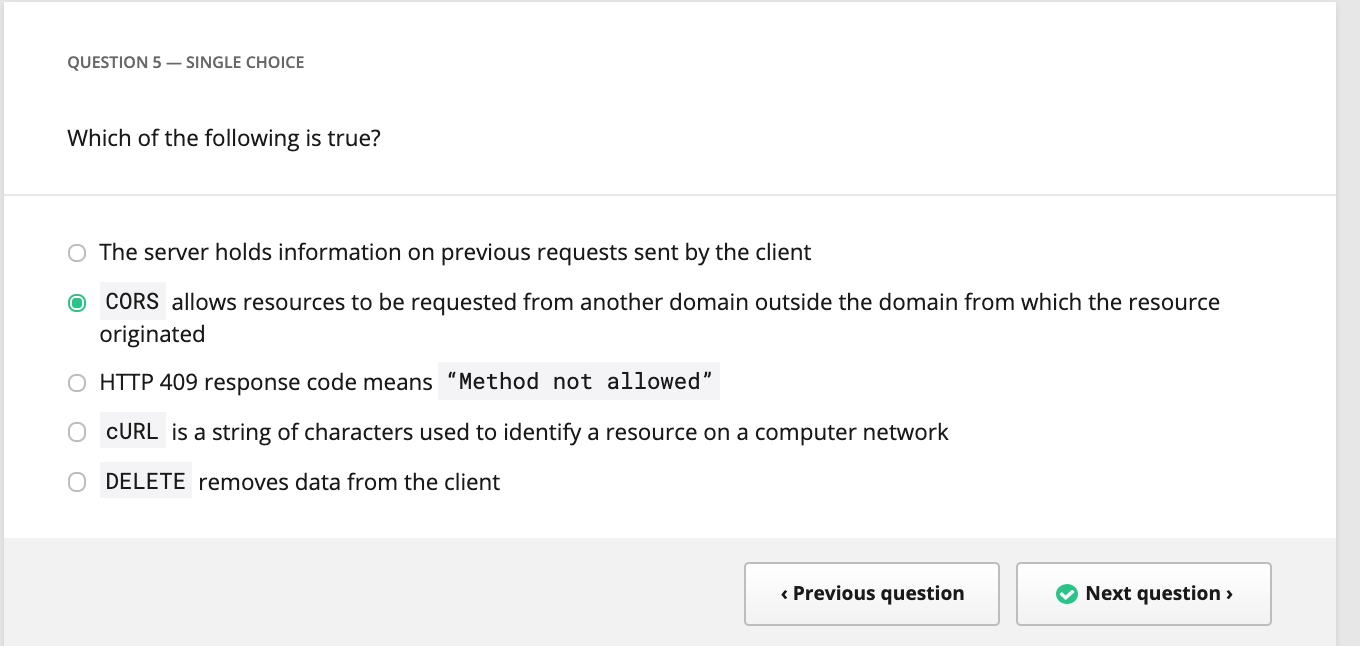 QUESTION 5 — SINGLE CHOICE
Which of the following is true?
The server holds information on previous requests sent by the client
CORS allows resources to be requested from another domain outside the domain from which the resource
originated
HTTP 409 response code means “Method not allowed”
cURL is a string of characters used to identify a resource on a computer network
DELETE removes data from the client
‹ Previous question
Next question ›